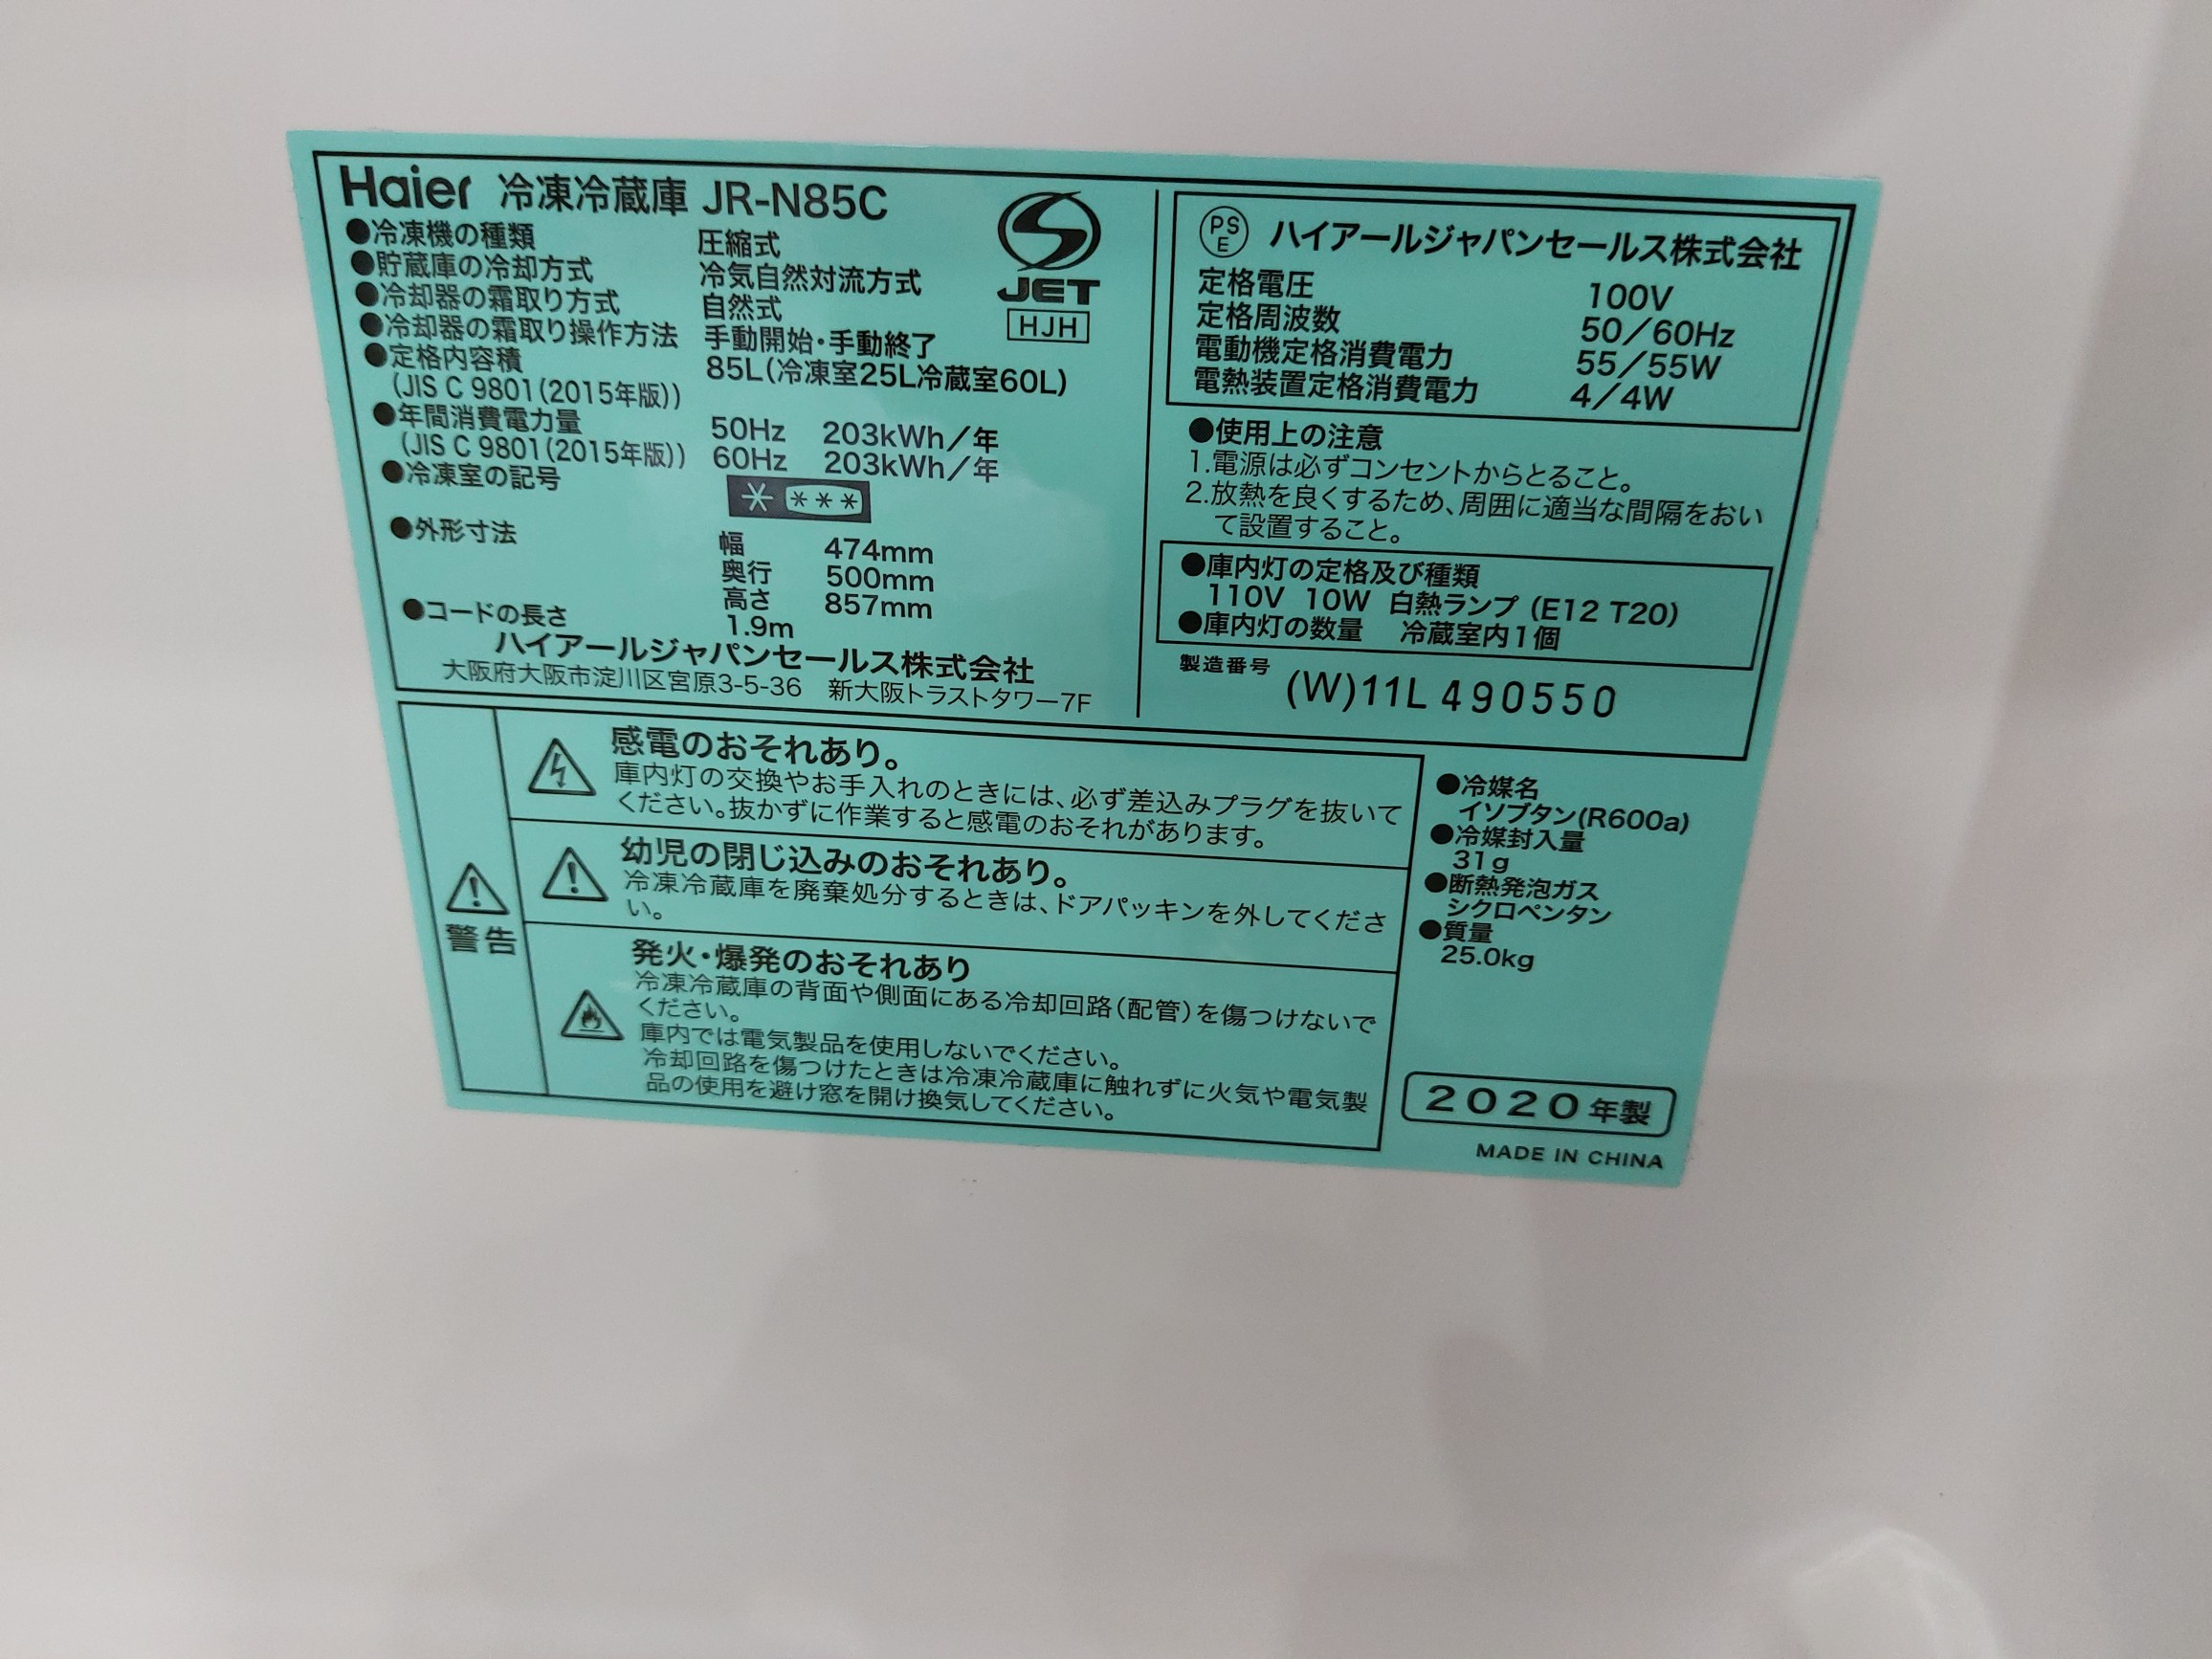 Haier 冷凍冷蔵庫 JR-N85C
●冷凍機の種類 圧縮式
●貯蔵庫の冷却方式 冷気自然対流方式
●冷却器の霜取り方式 自然式
●冷却器の霜取り操作方法 手動開始・手動終了
●定格内容積 85L(冷凍室25L冷蔵室60L)
(JIS C 9801(2015年版))
●年間消費電力量 50Hz 203kWh/年
(JIS C 9801(2015年版)) 60Hz 203kWh/年
●冷凍室の記号 * ***
●外形寸法 幅 474mm
奥行 500mm
高さ 857mm
●コードの長さ 1.9m
ハイアールジャパンセールス株式会社
大阪府大阪市淀川区宮原3-5-36 新大阪トラストタワー7F
JET
HJH
PS
E
ハイアールジャパンセールス株式会社
定格電圧 100V
定格周波数 50/60Hz
電動機定格消費電力 55/55W
電熱装置定格消費電力 4/4W
●使用上の注意
1.電源は必ずコンセントからとること。
2.放熱を良くするため、周囲に適当な間隔をおい
て設置すること。
●庫内灯の定格及び種類
110V 10W 白熱ランプ (E12 T20)
●庫内灯の数量 冷蔵室内1個
製造番号 (W)11L 490550
警告
感電のおそれあり。
庫内灯の交換やお手入れのときには、必ず差込みプラグを抜いて
ください。抜かずに作業すると感電のおそれがあります。
幼児の閉じ込みのおそれあり。
冷凍冷蔵庫を廃棄処分するときは、ドアパッキンを外してくださ
い。
発火・爆発のおそれあり
冷凍冷蔵庫の背面や側面にある冷却回路(配管)を傷つけないで
ください。
庫内では電気製品を使用しないでください。
冷却回路を傷つけたときは冷凍冷蔵庫に触れずに火気や電気製
品の使用を避け窓を開け換気してください。
●冷媒名
イソブタン(R600a)
●冷媒封入量
31g
●断熱発泡ガス
シクロペンタン
●質量
25.0kg
2020年製
MADE IN CHINA